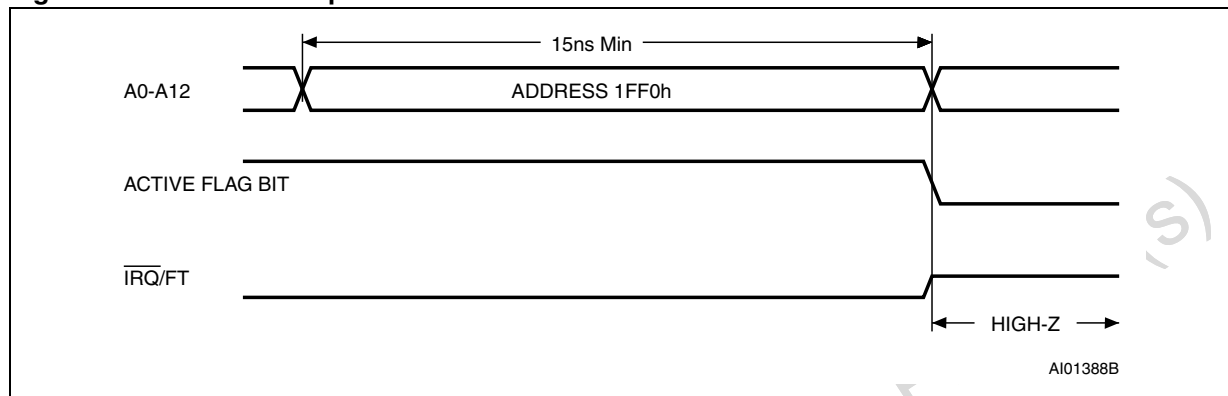 15ns Min
A0-A12
ADDRESS 1FF0h
ACTIVE FLAG BIT
IRQ/FT
HIGH-Z
AI01388B
(s)